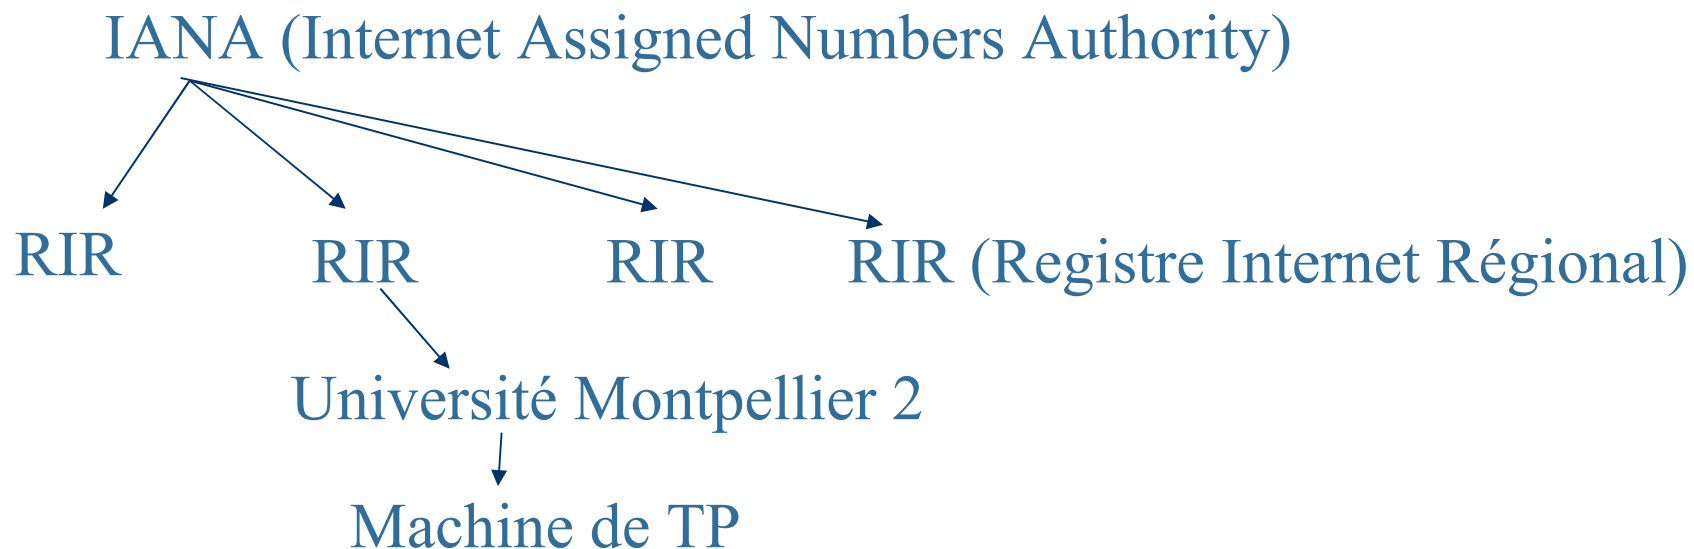 IANA (Internet Assigned Numbers Authority)
RIR RIR RIR RIR (Registre Internet Régional)
Université Montpellier 2
Machine de TP